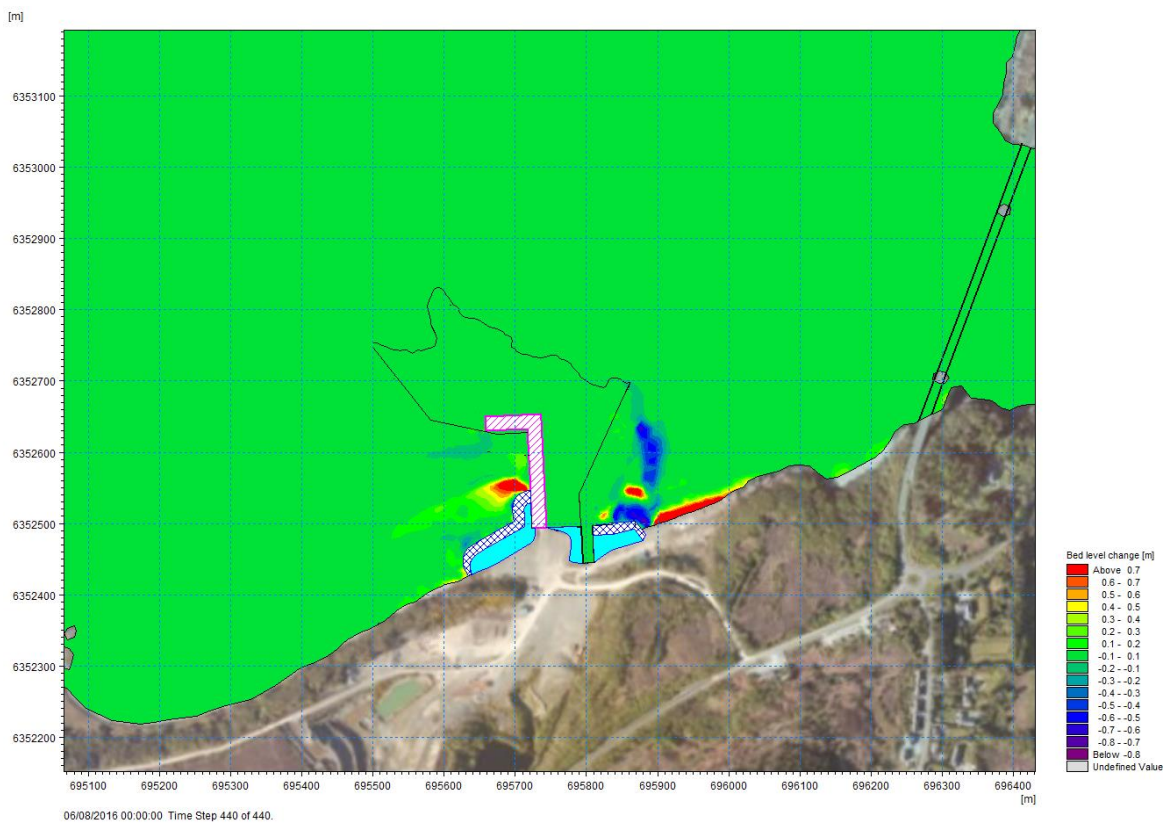 [m]
6353100
6353000
6352900
6352800
6352700
6352600
6352500
6352400
6352300
6352200
695100 695200 695300 695400 695500 695600 695700 695800 695900 696000 696100 696200 696300 696400
[m]
Bed level change [m]
Above 0.7
0.6 - 0.7
0.5 - 0.6
0.4 - 0.5
0.3 - 0.4
0.2 - 0.3
0.1 - 0.2
-0.1 - 0.1
-0.2 - -0.1
-0.3 - -0.2
-0.4 - -0.3
-0.5 - -0.4
-0.6 - -0.5
-0.7 - -0.6
-0.8 - -0.7
Below -0.8
Undefined Value
06/08/2016 00:00:00 Time Step 440 of 440.